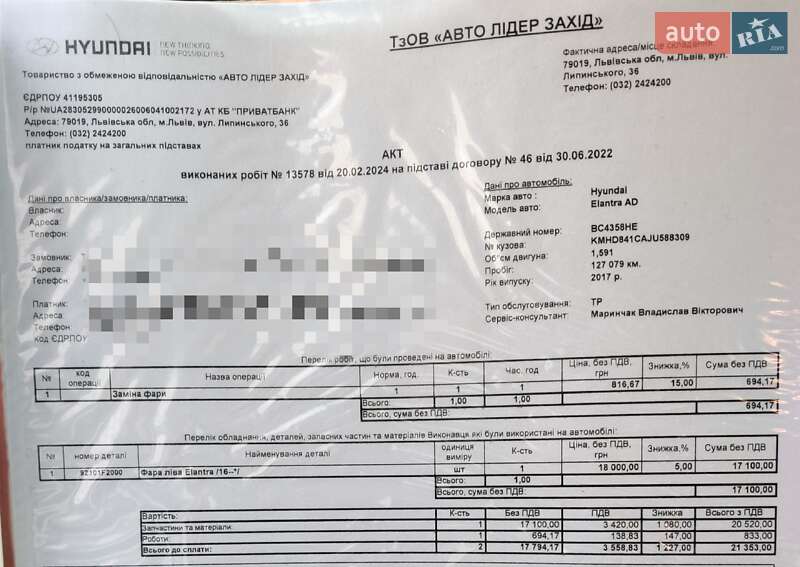 HYUNDAI NEW THINKING. NEW POSSIBILITIES.
ТзОВ «АВТО ЛІДЕР ЗАХІД»
auto RIA .com
Товариство з обмеженою відповідальністю «АВТО ЛІДЕР ЗАХІД»
Фактична адреса/місце складання:
79019, Львівська обл, м.Львів, вул.
Липинського, 36
Телефон: (032) 2424200
ЄДРПОУ 41195305
Р/р №UA283052990000026006041002172 у АТ КБ "ПРИВАТБАНК"
Адреса: 79019, Львівська обл, м.Львів, вул. Липинського, 36
Телефон: (032) 2424200
платник податку на загальних підставах
АКТ
виконаних робіт № 13578 від 20.02.2024 на підставі договору № 46 від 30.06.2022
Дані про власника/замовника/платника:
Власник:
Адреса:
Телефон:
Замовник:
Адреса:
Телефон
Платник:
Адреса
Телефон
код ЄДРПОУ
Дані про автомобіль:
Марка авто : Hyundai
Модель авто: Elantra AD
Державний номер: BC4358HE
№ кузова: KMHD841CAJU588309
Об'єм двигуна: 1,591
Пробіг: 127 079 км.
Рік випуску: 2017 р.
Тип обслуговування: ТР
Сервіс-консультант: Маринчак Владислав Вікторович
Перелік робіт, що були проведені на автомобілі:
№ код операції Назва операції Норма, год. К-сть Час. год Ціна, без ПДВ, грн Знижка,% Сума без ПДВ
1 Заміна фари 1 1 1 816,67 15,00 694,17
Всього: 1,00 1,00
Всього, сума без ПДВ: 694,17
Перелік обладнання, деталей, запасних частин та матеріалів Виконавця які були використані на автомобілі:
№ номер деталі Найменування деталі одиниця виміру К-сть Ціна, без ПДВ, грн Знижка,% Сума без ПДВ
1 92101F2090 Фара ліва Elantra /16--*/ шт 1 18 000,00 5,00 17 100,00
Всього: 1,00
Всього, сума без ПДВ: 17 100,00
Вартість: К-сть Без ПДВ ПДВ Знижка Всього з ПДВ
Запчастини та матеріали: 1 17 100,00 3 420,00 1 080,00 20 520,00
Роботи: 1 694,17 138,83 147,00 833,00
Всього до сплати: 2 17 794,17 3 558,83 1 227,00 21 353,00